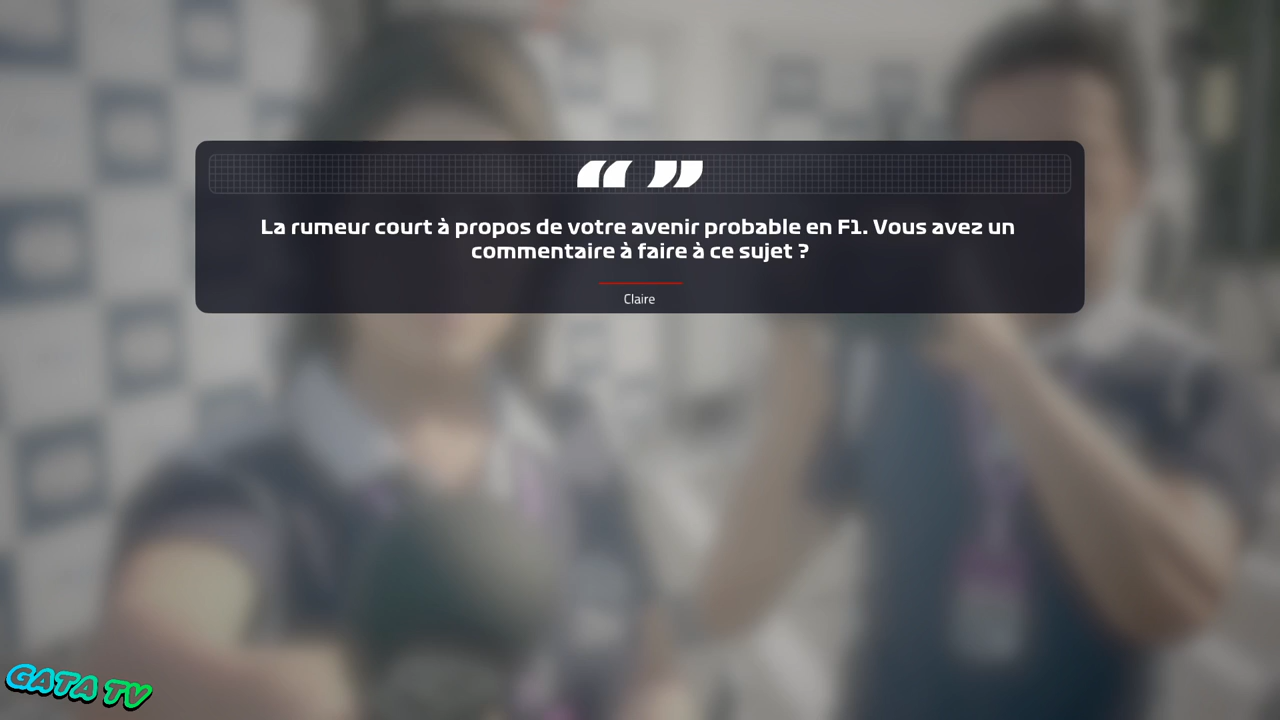 “ ”
La rumeur court à propos de votre avenir probable en F1. Vous avez un
commentaire à faire à ce sujet ?
Claire
GATA TV